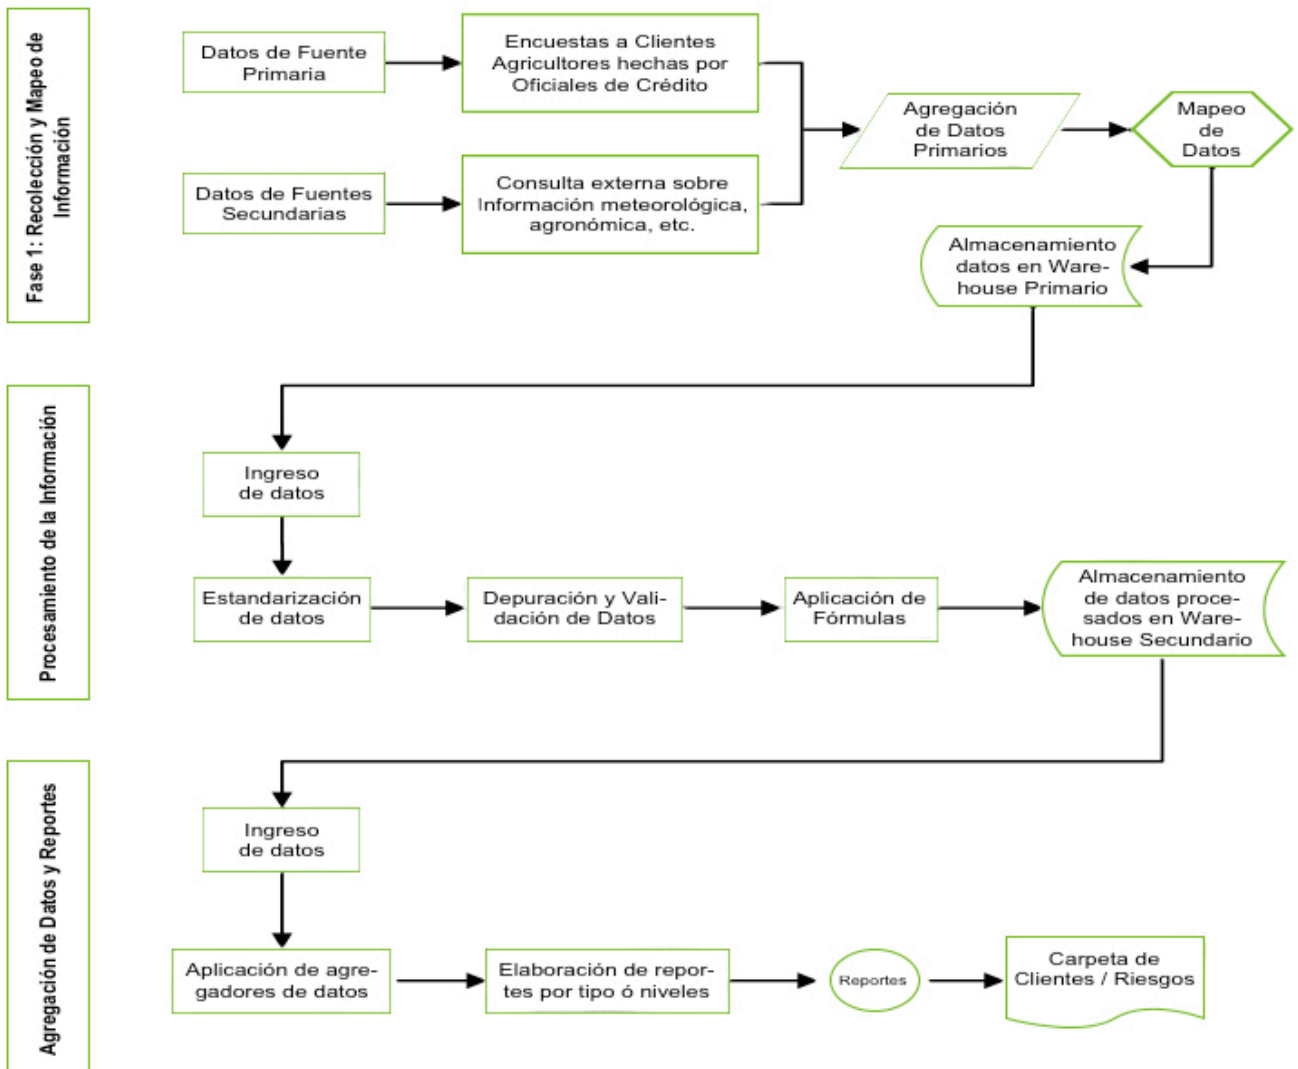 Fase 1: Recolección y Mapeo de
Información
Datos de Fuente
Primaria
Encuestas a Clientes
Agricultores hechas por
Oficiales de Crédito
Agregación
de Datos
Primarios
Mapeo
de
Datos
Datos de Fuentes
Secundarias
Consulta externa sobre
Información meteorológica,
agronómica, etc.
Almacenamiento
datos en Ware-
house Primario
Procesamiento de la Información
Ingreso
de datos
Estandarización
de datos
Depuración y Vali-
dación de Datos
Aplicación de
Fórmulas
Almacenamiento
de datos proce-
sados en Ware-
house Secundario
Agregación de Datos y Reportes
Ingreso
de datos
Aplicación de agre-
gadores de datos
Elaboración de repor-
tes por tipo ó niveles
Reportes
Carpeta de
Clientes / Riesgos